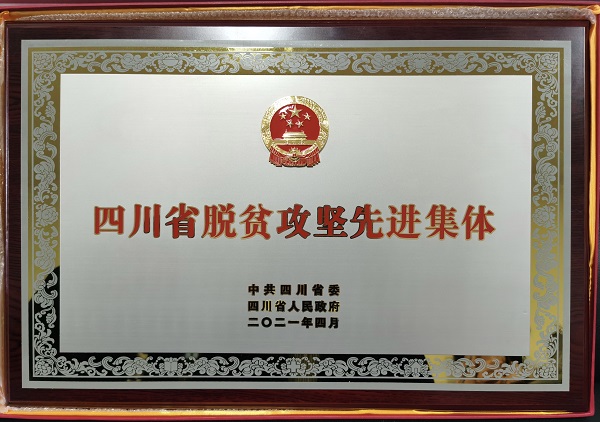 四川省脱贫攻坚先进集体
中共四川省委
四川省人民政府
二〇二一年四月